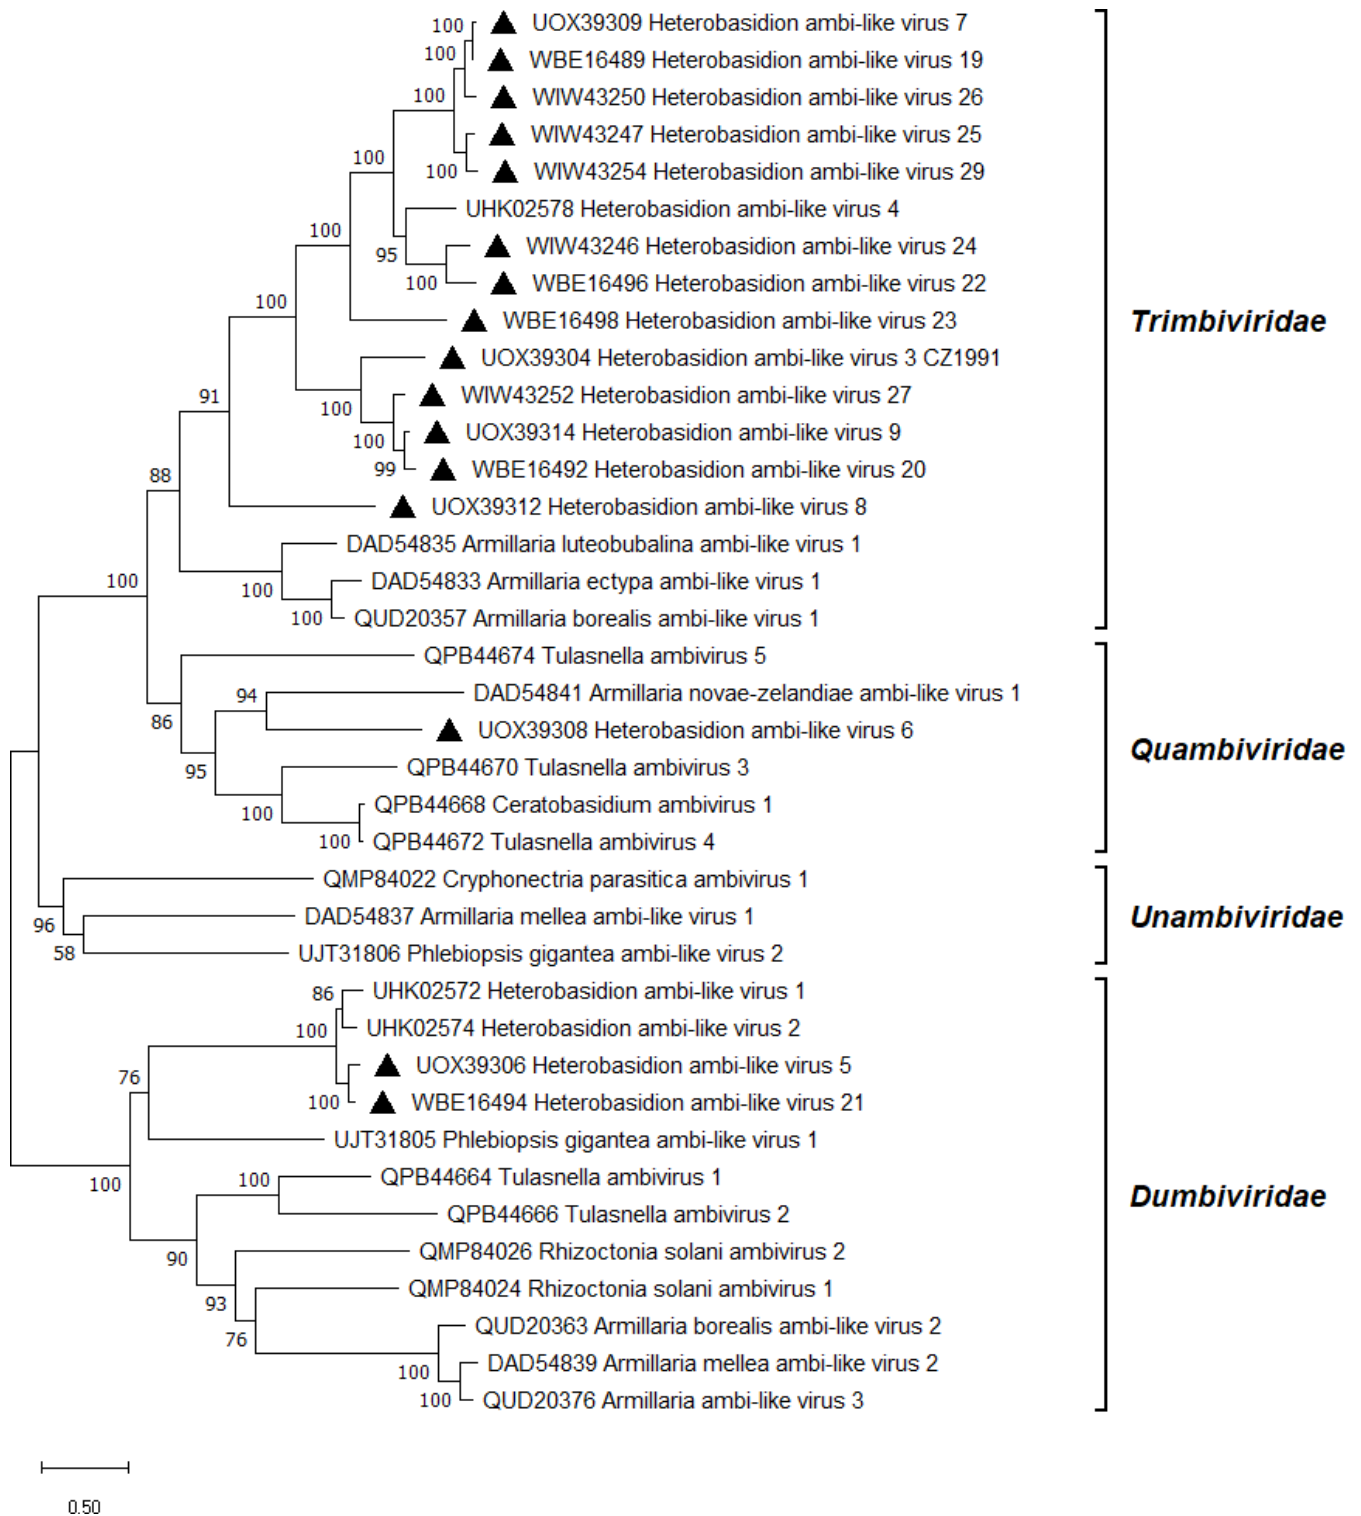 100
UOX39309 Heterobasidion ambi-like virus 7
100
WBE16489 Heterobasidion ambi-like virus 19
100
WIW43250 Heterobasidion ambi-like virus 26
WIW43247 Heterobasidion ambi-like virus 25
100
100
WIW43254 Heterobasidion ambi-like virus 29
UHK02578 Heterobasidion ambi-like virus 4
100
95
WIW43246 Heterobasidion ambi-like virus 24
100
WBE16496 Heterobasidion ambi-like virus 22
100
WBE16498 Heterobasidion ambi-like virus 23
Trimbiviridae
UOX39304 Heterobasidion ambi-like virus 3 CZ1991
91
WIW43252 Heterobasidion ambi-like virus 27
100
100
UOX39314 Heterobasidion ambi-like virus 9
99
WBE16492 Heterobasidion ambi-like virus 20
88
UOX39312 Heterobasidion ambi-like virus 8
DAD54835 Armillaria luteobubalina ambi-like virus 1
100
100
DAD54833 Armillaria ectypa ambi-like virus 1
100
QUD20357 Armillaria borealis ambi-like virus 1
QPB44674 Tulasnella ambivirus 5
94
DAD54841 Armillaria novae-zelandiae ambi-like virus 1
86
UOX39308 Heterobasidion ambi-like virus 6
Quambiviridae
95
QPB44670 Tulasnella ambivirus 3
100
QPB44668 Ceratobasidium ambivirus 1
100
QPB44672 Tulasnella ambivirus 4
QMP84022 Cryphonectria parasitica ambivirus 1
96
DAD54837 Armillaria mellea ambi-like virus 1
Unambiviridae
58
UJT31806 Phlebiopsis gigantea ambi-like virus 2
86
UHK02572 Heterobasidion ambi-like virus 1
100
UHK02574 Heterobasidion ambi-like virus 2
76
UOX39306 Heterobasidion ambi-like virus 5
100
WBE16494 Heterobasidion ambi-like virus 21
UJT31805 Phlebiopsis gigantea ambi-like virus 1
100
100
QPB44664 Tulasnella ambivirus 1
Dumbiviridae
QPB44666 Tulasnella ambivirus 2
90
QMP84026 Rhizoctonia solani ambivirus 2
93
QMP84024 Rhizoctonia solani ambivirus 1
76
QUD20363 Armillaria borealis ambi-like virus 2
100
DAD54839 Armillaria mellea ambi-like virus 2
100
QUD20376 Armillaria ambi-like virus 3
0.50